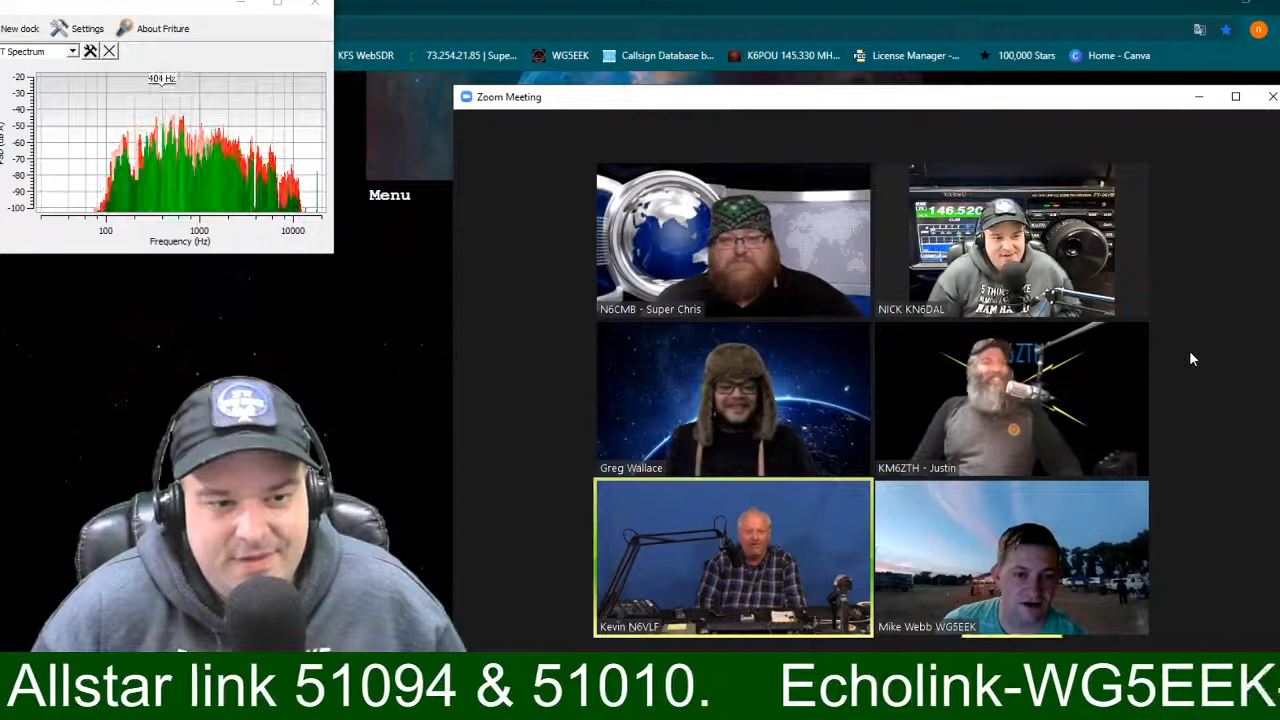 New dock Settings About Friture
T Spectrum
404 Hz
-20
-30
-40
-50
-60
-70
-80
-90
-100
100 1000 10000
Frequency (Hz)
KFS WebSDR 73.254.21.85 | Supe... WG5EEK Callsign Database b... K6POU 145.330 MH... License Manager -... 100,000 Stars Home - Canva
n
Menu
Zoom Meeting
N6CMB - Super Chris
146.520
5 THINGS
HAM
NICK KN6DAL
Greg Wallace
KM6ZTH - Justin
Kevin N6VLF
Mike Webb WG5EEK
Allstar link 51094 & 51010. Echolink-WG5EEK-